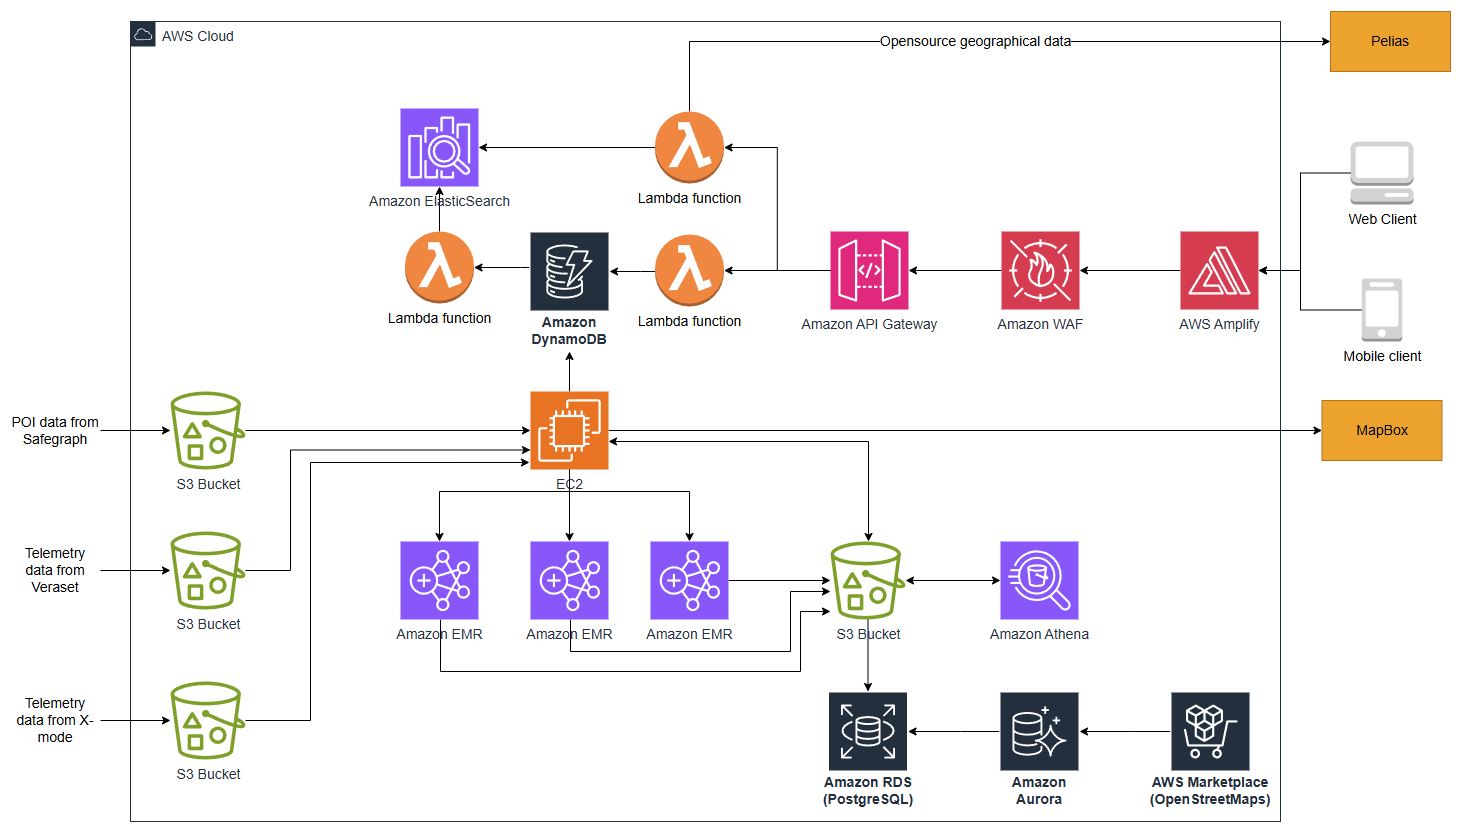 AWS Cloud
Opensource geographical data
Pelias
Amazon ElasticSearch
Lambda function
Web Client
Lambda function
Amazon
DynamoDB
Lambda function
Amazon API Gateway
Amazon WAF
AWS Amplify
Mobile client
POI data from
Safegraph
S3 Bucket
EC2
MapBox
Telemetry
data from
Veraset
S3 Bucket
Amazon EMR
Amazon EMR
Amazon EMR
S3 Bucket
Amazon Athena
Telemetry
data from X-
mode
S3 Bucket
Amazon RDS
(PostgreSQL)
Amazon
Aurora
AWS Marketplace
(OpenStreetMaps)